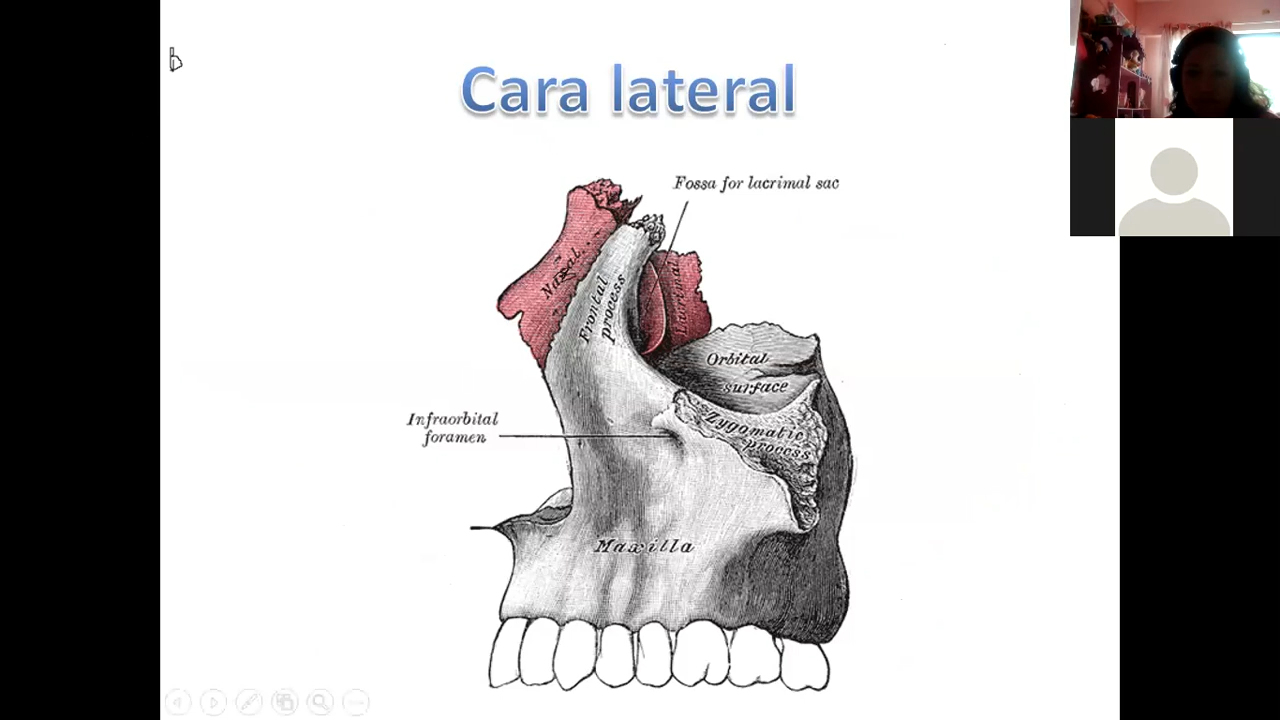 Cara lateral
Fossa for lacrimal sac
Nasal
Frontal
process
Lacrimal
Orbital
surface
Infraorbital
foramen
Zygomatic
process
Maxilla